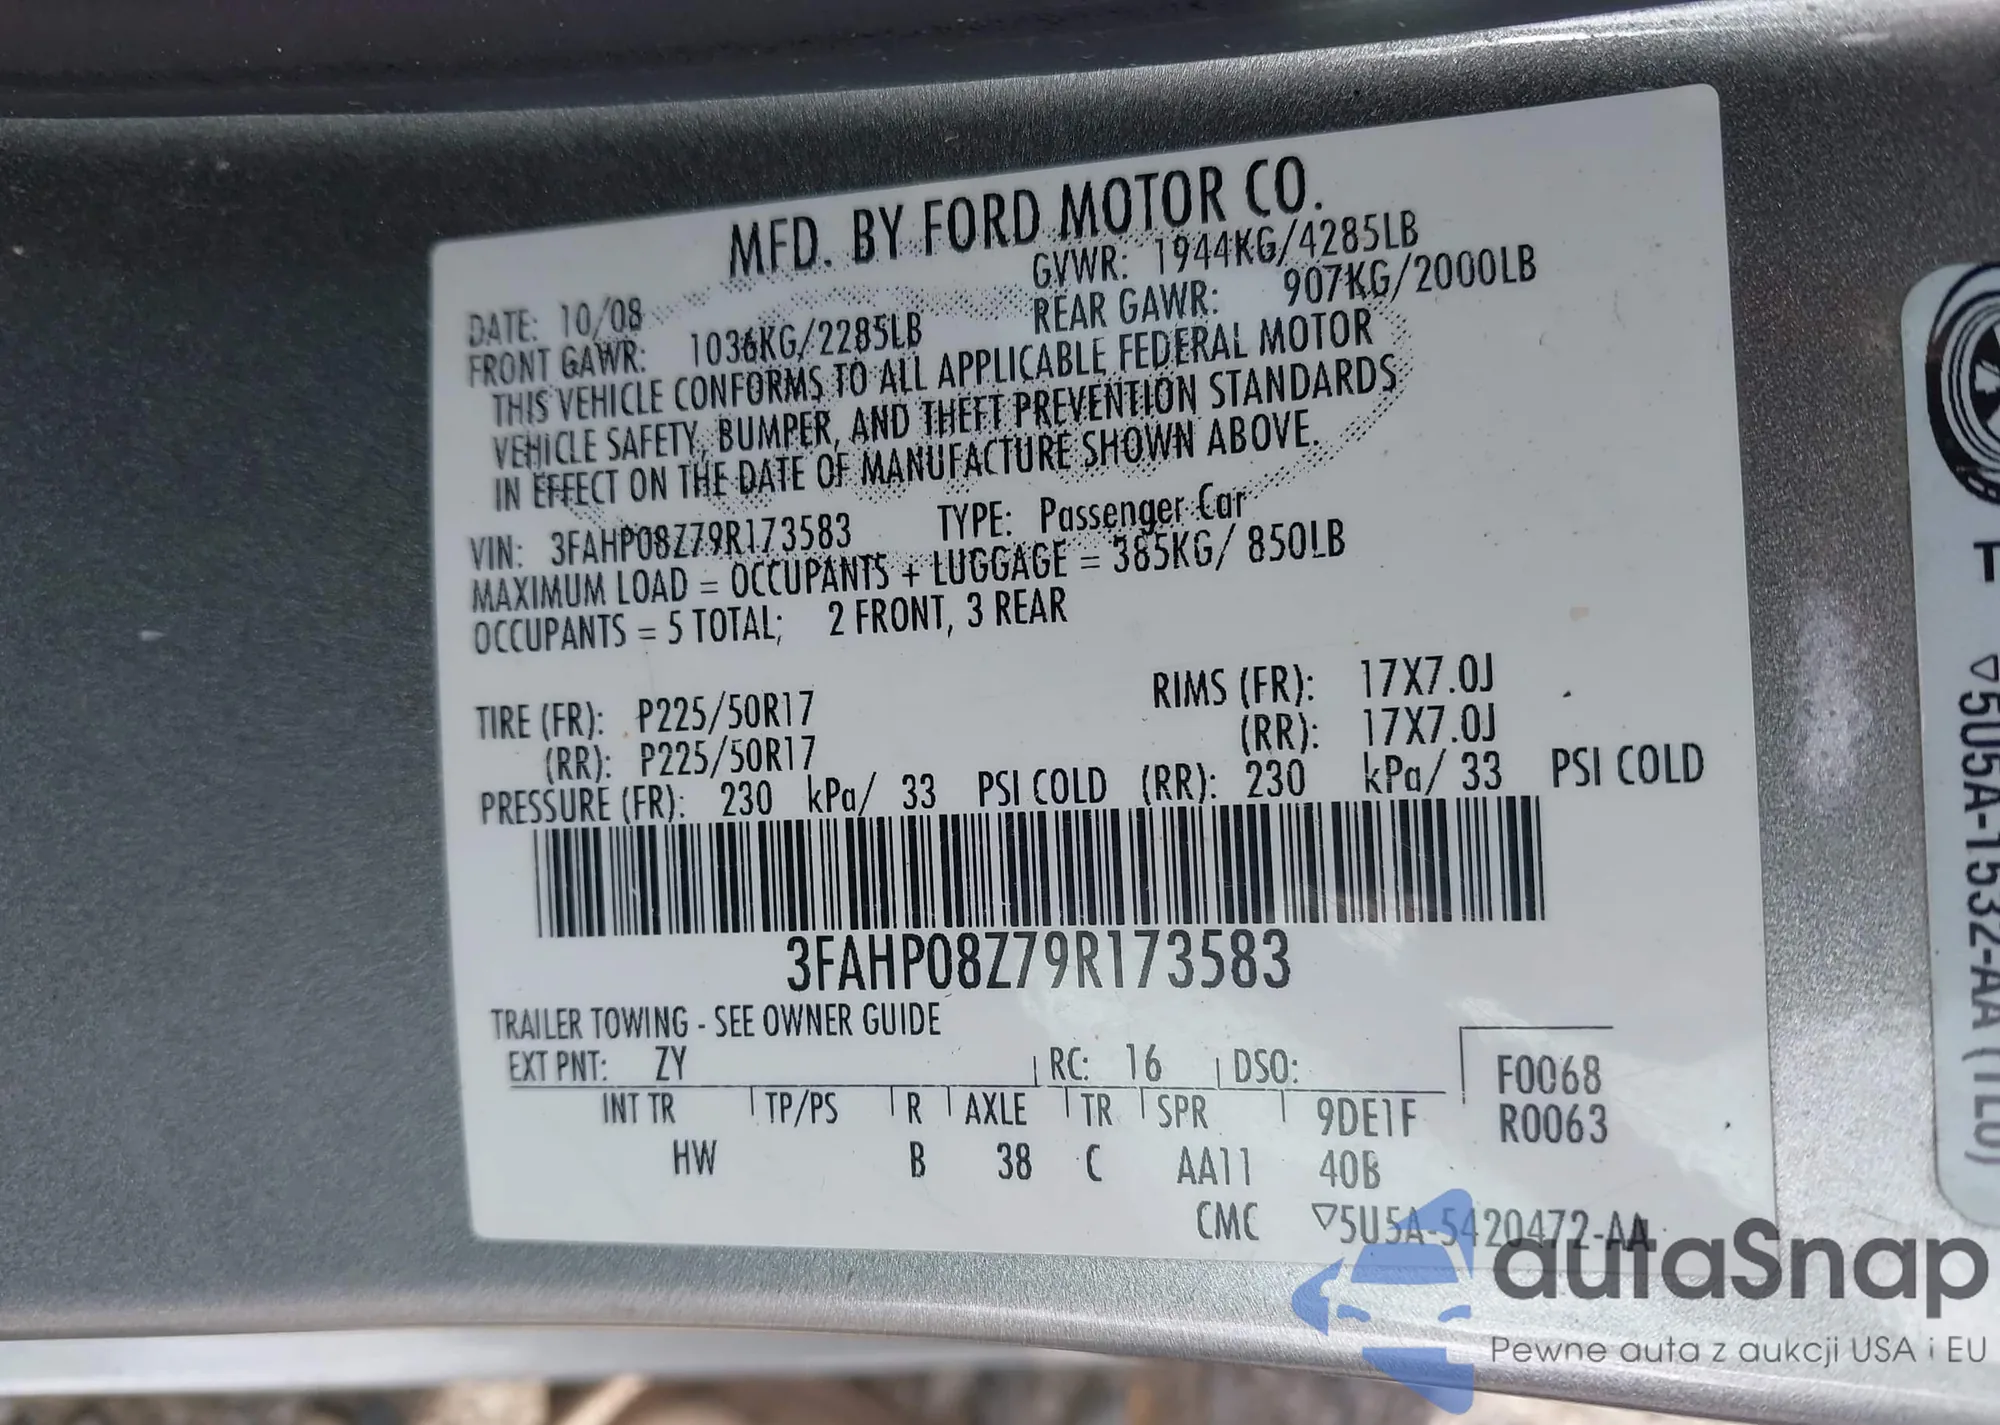 MFD. BY FORD MOTOR CO.
DATE: 10/08 GVWR: 1944KG/4285LB
FRONT GAWR: 1036KG/2285LB REAR GAWR: 907KG/2000LB
THIS VEHICLE CONFORMS TO ALL APPLICABLE FEDERAL MOTOR
VEHICLE SAFETY, BUMPER, AND THEFT PREVENTION STANDARDS
IN EFFECT ON THE DATE OF MANUFACTURE SHOWN ABOVE.
VIN: 3FAHP08Z79R173583 TYPE: Passenger Car
MAXIMUM LOAD = OCCUPANTS + LUGGAGE = 385KG/ 850LB
OCCUPANTS = 5 TOTAL; 2 FRONT, 3 REAR
TIRE (FR): P225/50R17 RIMS (FR): 17X7.0J
(RR): P225/50R17 (RR): 17X7.0J
PRESSURE (FR): 230 kPa/ 33 PSI COLD (RR): 230 kPa/ 33 PSI COLD
3FAHP08Z79R173583
TRAILER TOWING - SEE OWNER GUIDE
EXT PNT: ZY RC: 16 DSO: F0068
INT TR TP/PS R AXLE TR SPR 9DE1F R0063
HW B 38 C AA11 40B
CMC ▽5U5A-5420472-AA
T
▽5U5A-1532-AA (TLU)
autaSnap
Pewne auta z aukcji USA i EU